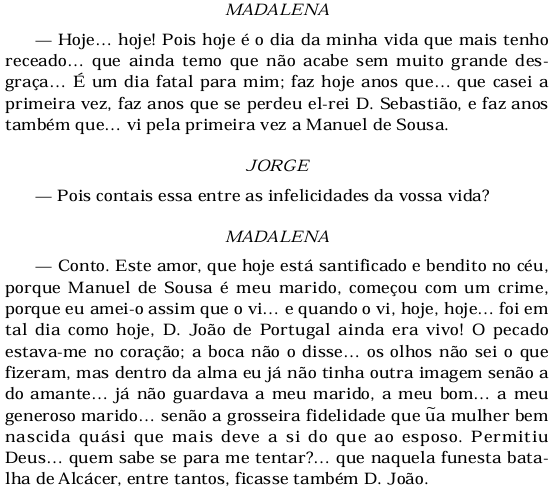 MADALENA
— Hoje... hoje! Pois hoje é o dia da minha vida que mais tenho
receado... que ainda temo que não acabe sem muito grande des-
graça... É um dia fatal para mim; faz hoje anos que... que casei a
primeira vez, faz anos que se perdeu el-rei D. Sebastião, e faz anos
também que... vi pela primeira vez a Manuel de Sousa.
JORGE
— Pois contais essa entre as infelicidades da vossa vida?
MADALENA
— Conto. Este amor, que hoje está santificado e bendito no céu,
porque Manuel de Sousa é meu marido, começou com um crime,
porque eu amei-o assim que o vi... e quando o vi, hoje, hoje... foi em
tal dia como hoje, D. João de Portugal ainda era vivo! O pecado
estava-me no coração; a boca não o disse... os olhos não sei o que
fizeram, mas dentro da alma eu já não tinha outra imagem senão a
do amante... já não guardava a meu marido, a meu bom... a meu
generoso marido... senão a grosseira fidelidade que ũa mulher bem
nascida quási que mais deve a si do que ao esposo. Permitiu
Deus... quem sabe se para me tentar?... que naquela funesta bata-
lha de Alcácer, entre tantos, ficasse também D. João.